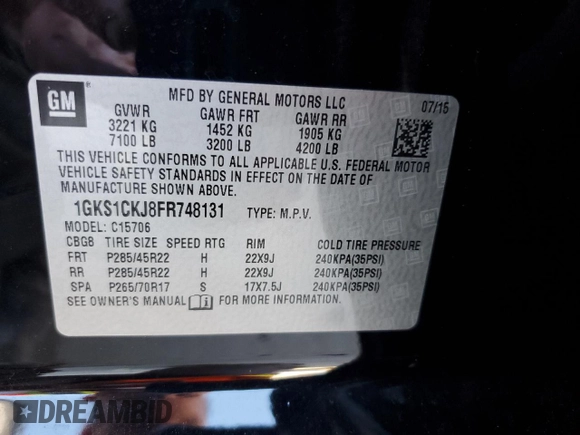 GM
MFD BY GENERAL MOTORS LLC
07/15
GVWR GAWR FRT GAWR RR
3221 KG 1452 KG 1905 KG
7100 LB 3200 LB 4200 LB
THIS VEHICLE CONFORMS TO ALL APPLICABLE U.S. FEDERAL MOTOR
VEHICLE SAFETY STANDARDS IN EFFECT ON THE DATE OF
MANUFACTURE SHOWN ABOVE.
1GKS1CKJ8FR748131 TYPE: M.P.V.
MODEL: C15706
CBG8 TIRE SIZE SPEED RTG RIM COLD TIRE PRESSURE
FRT P285/45R22 H 22X9J 240KPA(35PSI)
RR P285/45R22 H 22X9J 240KPA(35PSI)
SPA P265/70R17 S 17X7.5J 240KPA(35PSI)
SEE OWNER'S MANUAL FOR MORE INFORMATION.
DREAMBID